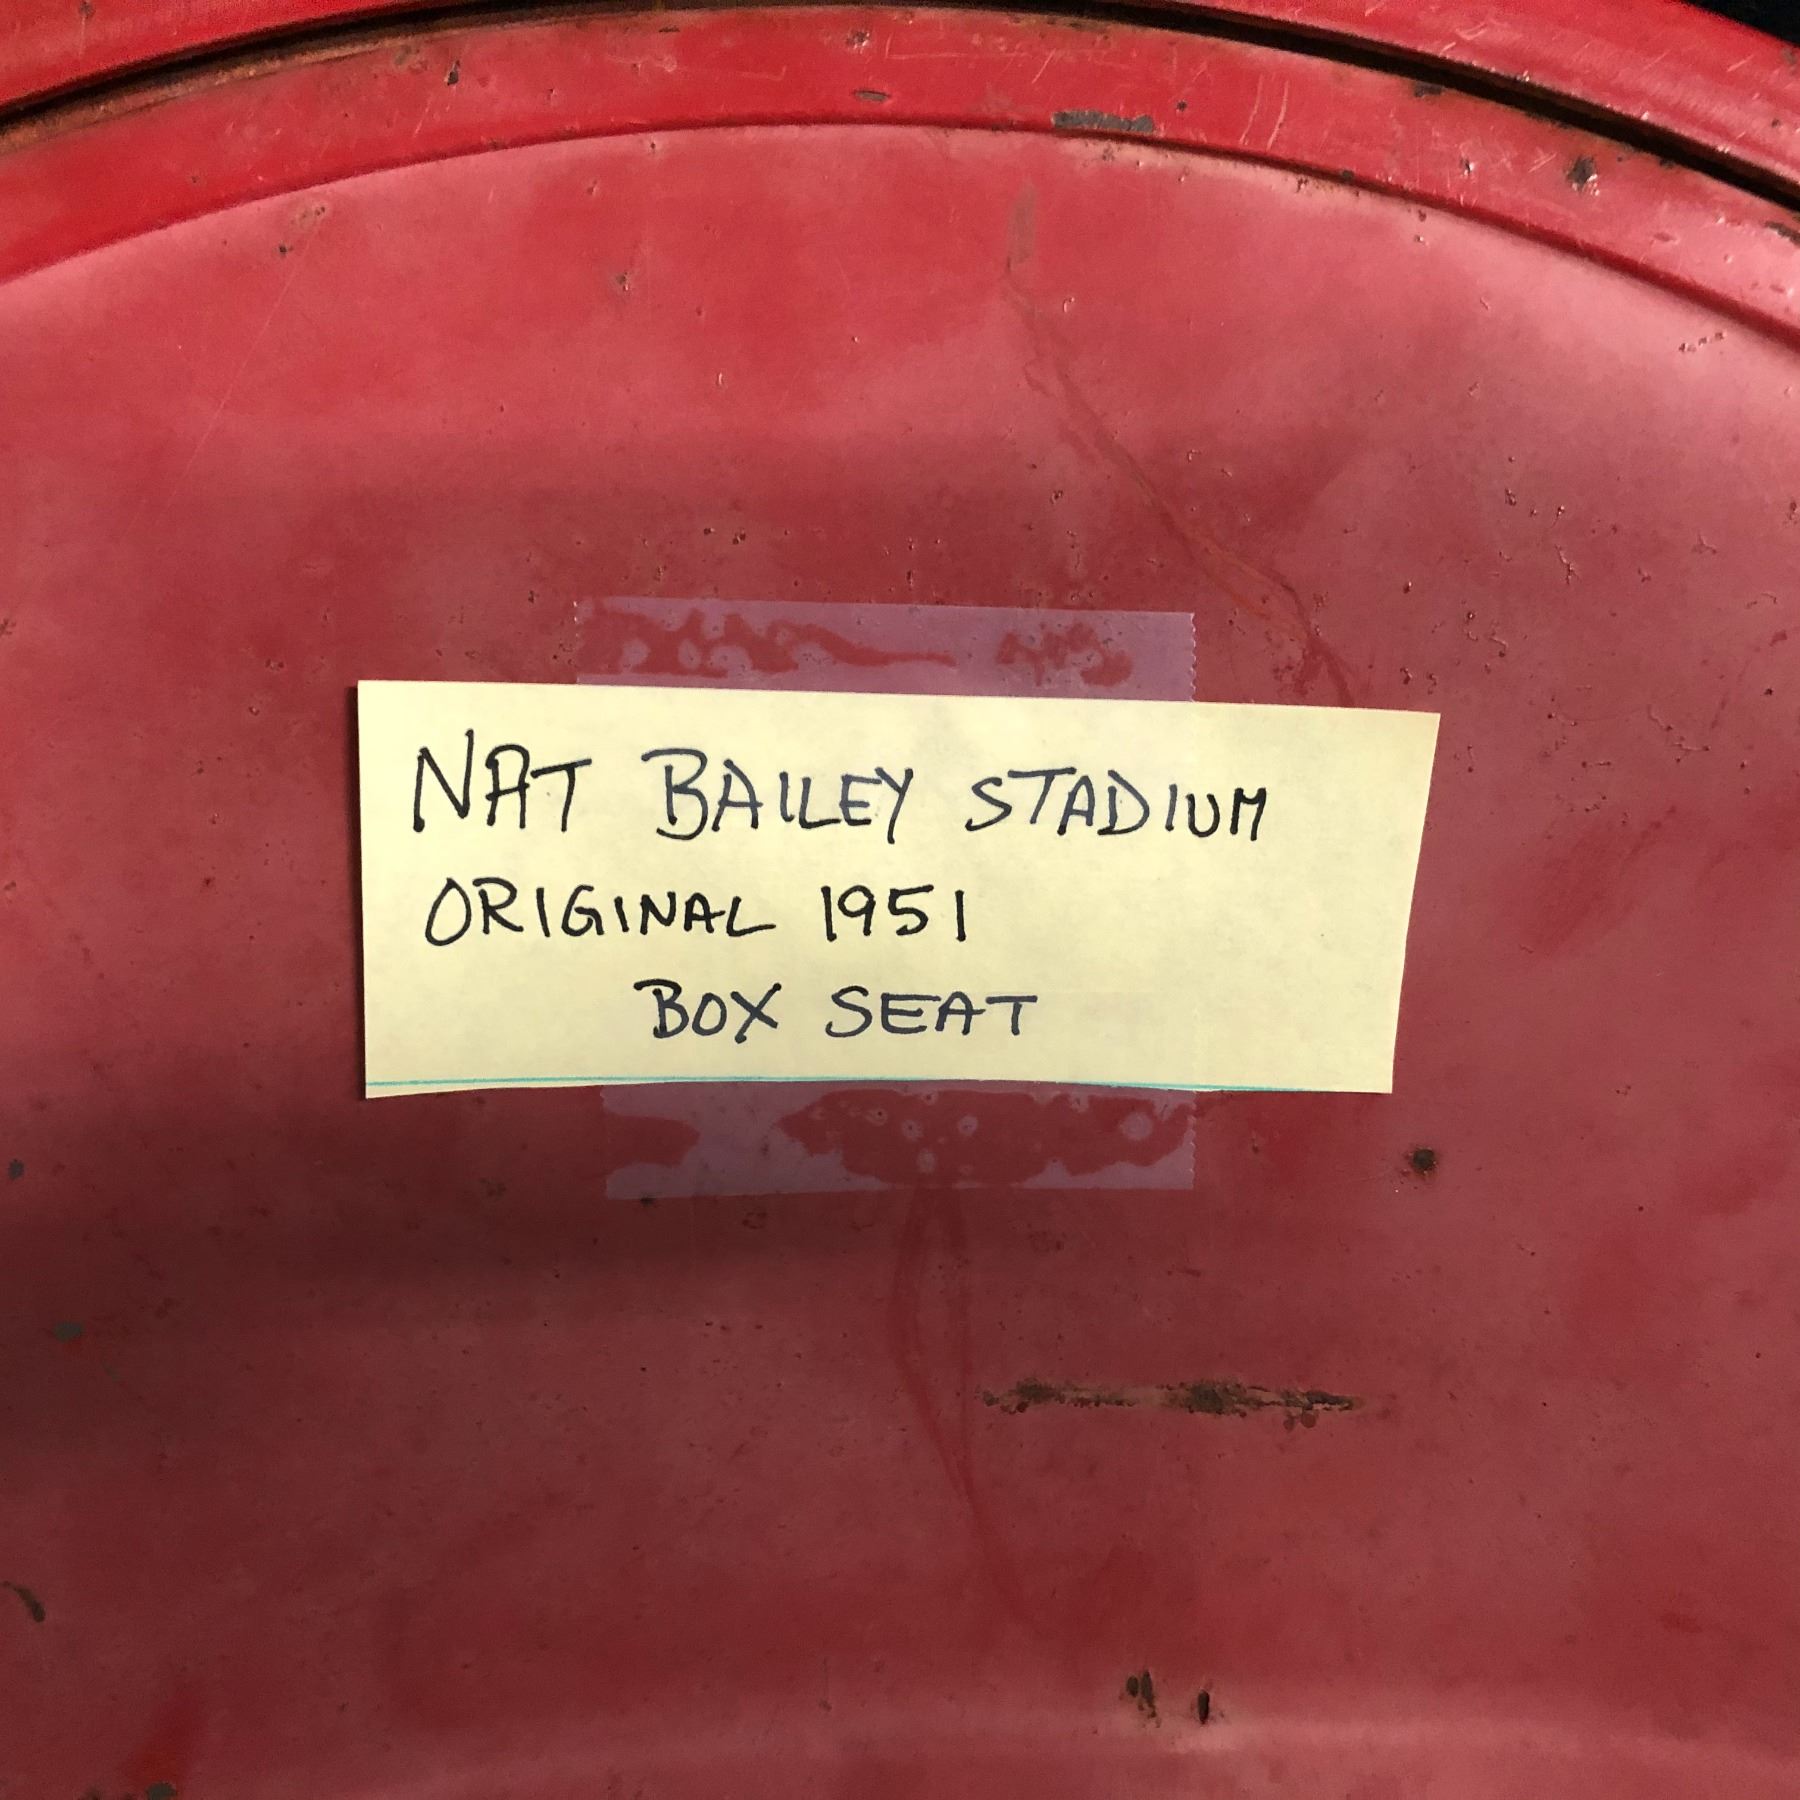 NAT BAILEY STADIUM
ORIGINAL 1951
BOX SEAT